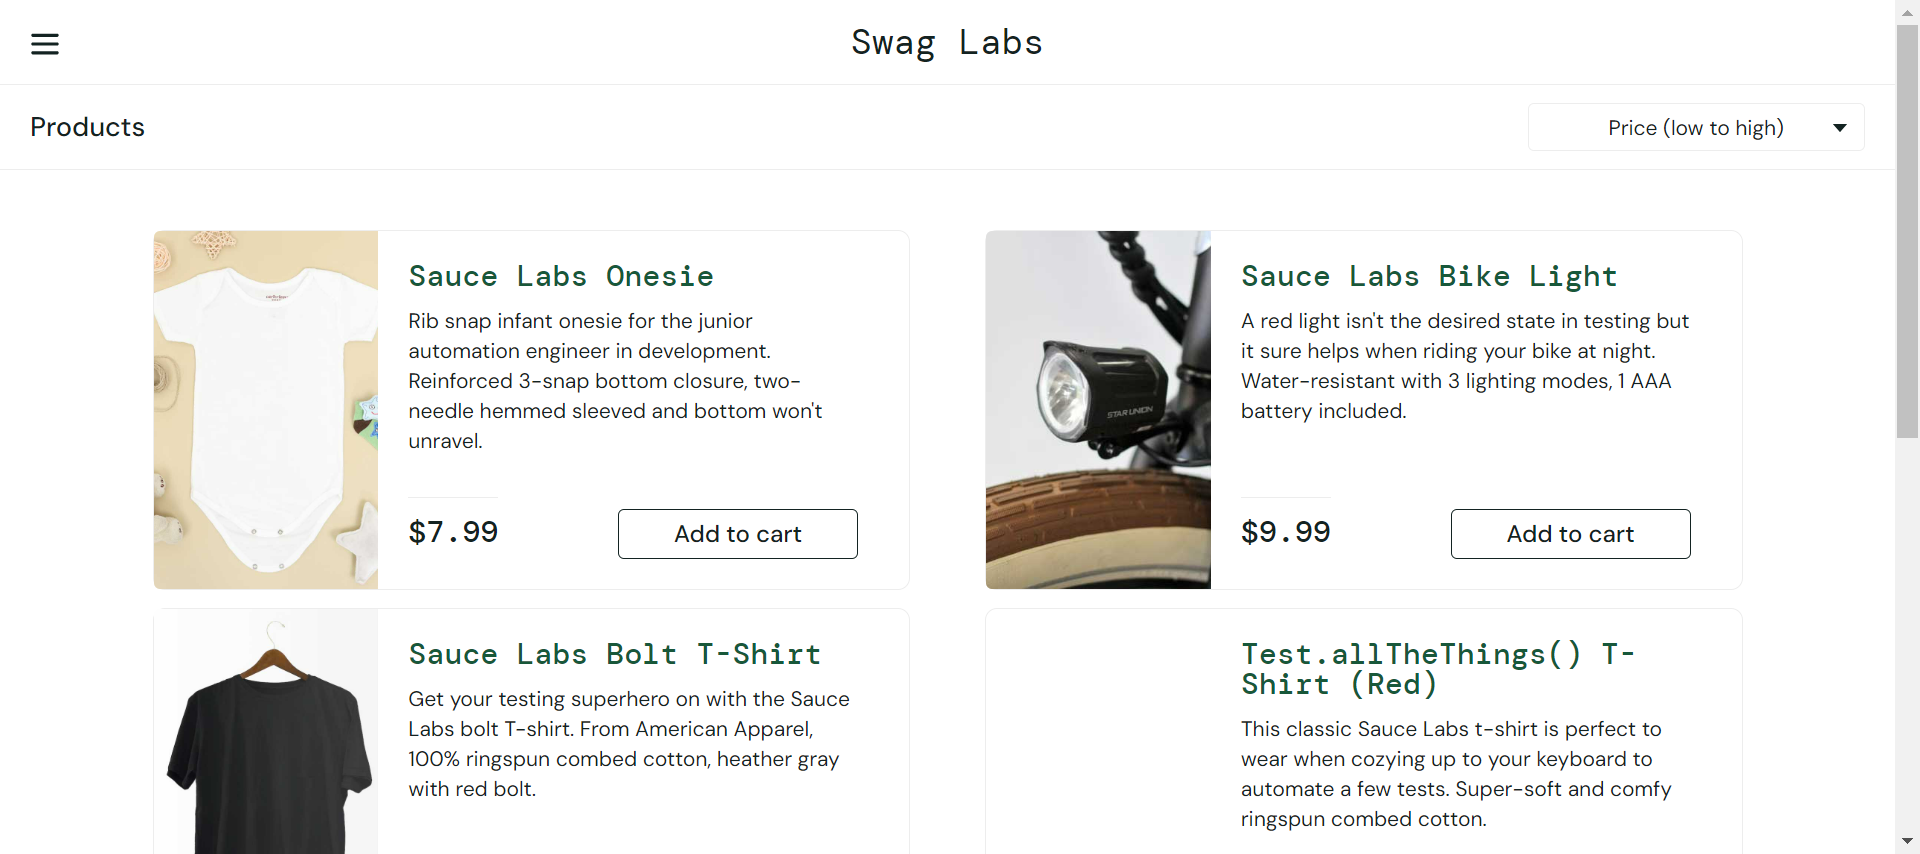 Swag Labs
Products
Price (low to high)
Sauce Labs Onesie
Rib snap infant onesie for the junior
automation engineer in development.
Reinforced 3-snap bottom closure, two-
needle hemmed sleeved and bottom won't
unravel.
$7.99
Add to cart
STAR UNION
Sauce Labs Bike Light
A red light isn't the desired state in testing but
it sure helps when riding your bike at night.
Water-resistant with 3 lighting modes, 1 AAA
battery included.
$9.99
Add to cart
Sauce Labs Bolt T-Shirt
Get your testing superhero on with the Sauce
Labs bolt T-shirt. From American Apparel,
100% ringspun combed cotton, heather gray
with red bolt.
Test.allTheThings() T-
Shirt (Red)
This classic Sauce Labs t-shirt is perfect to
wear when cozying up to your keyboard to
automate a few tests. Super-soft and comfy
ringspun combed cotton.